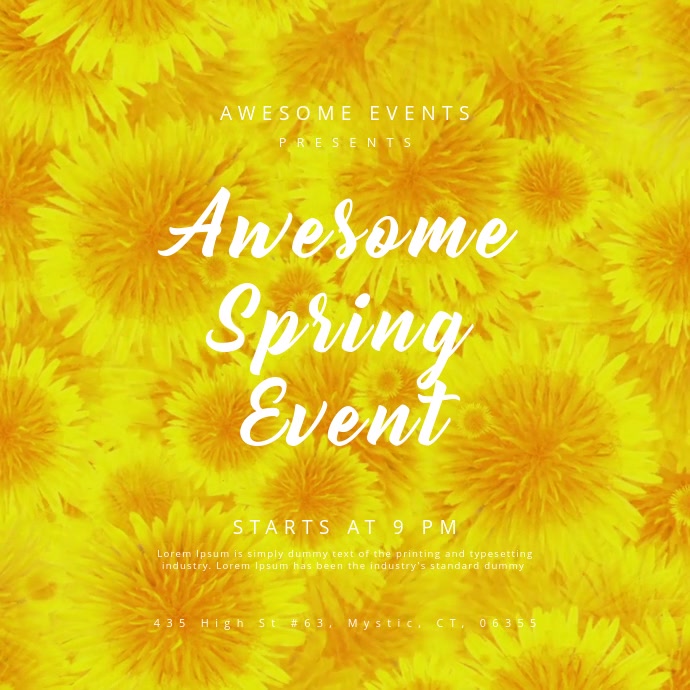 AWESOME EVENTS
PRESENTS
Awesome
Spring
Event
STARTS AT 9 PM
Lorem Ipsum is simply dummy text of the printing and typesetting
industry. Lorem Ipsum has been the industry's standard dummy
435 High St #63, Mystic, CT, 06355